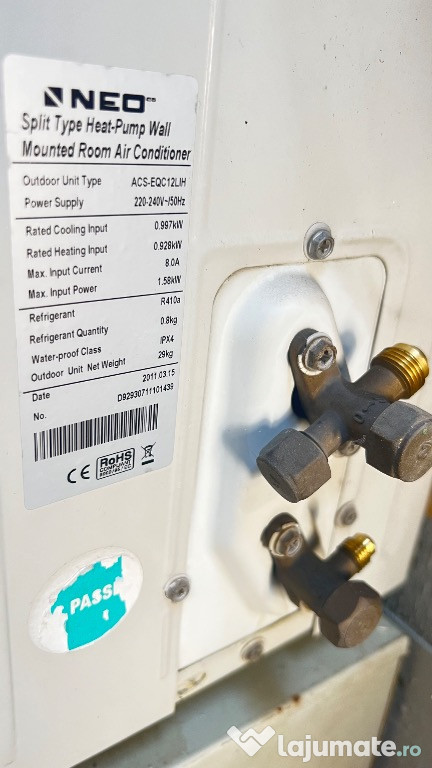 NEO
Split Type Heat-Pump Wall
Mounted Room Air Conditioner
Outdoor Unit Type ACS-EQC12LIH
Power Supply 220-240V~/50Hz
Rated Cooling Input 0.997kW
Rated Heating Input 0.928kW
Max. Input Current 8.0A
Max. Input Power 1.58kW
Refrigerant R410a
Refrigerant Quantity 0.8kg
Water-proof Class IPX4
Outdoor Unit Net Weight 29kg
Date 2011.03.15
No. D92930711101439
CE RoHS
PASS
lajumate.ro